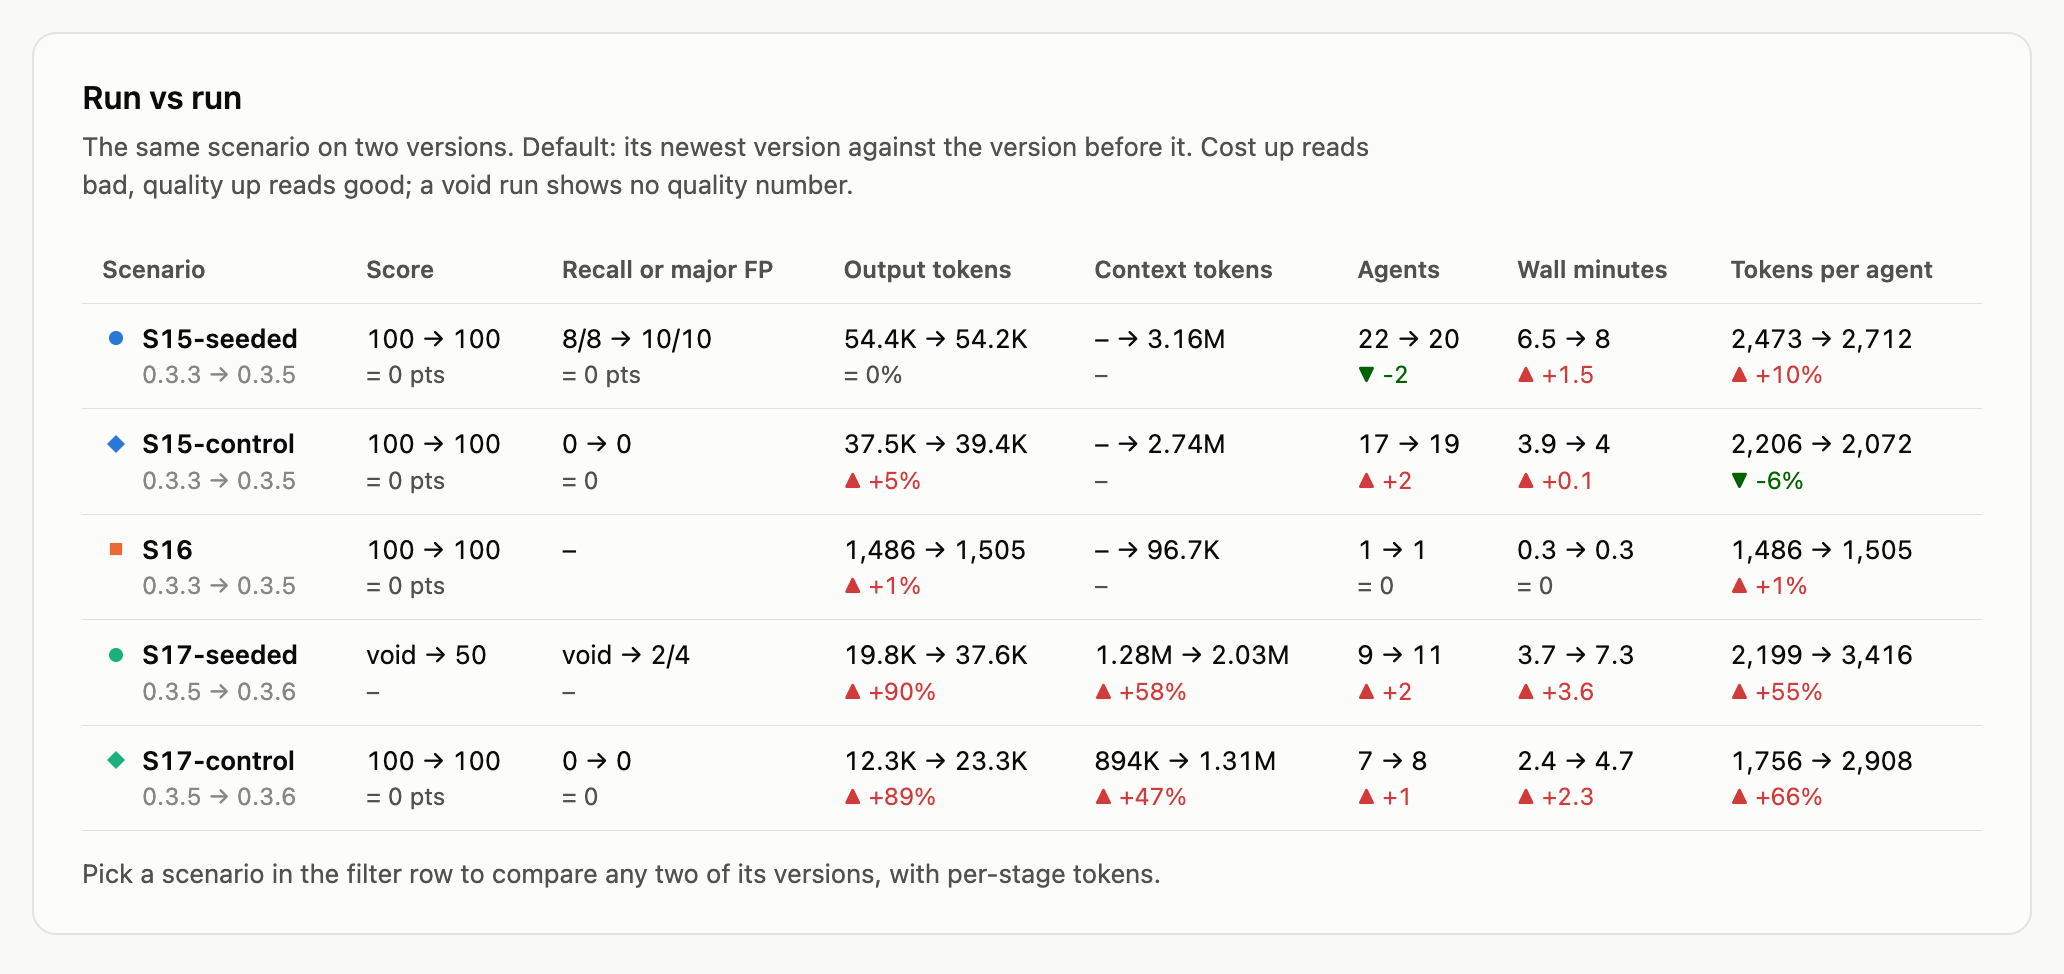 Run vs run
The same scenario on two versions. Default: its newest version against the version before it. Cost up reads
bad, quality up reads good; a void run shows no quality number.
Scenario Score Recall or major FP Output tokens Context tokens Agents Wall minutes Tokens per agent
S15-seeded 100 → 100 8/8 → 10/10 54.4K → 54.2K – → 3.16M 22 → 20 6.5 → 8 2,473 → 2,712
0.3.3 → 0.3.5 = 0 pts = 0 pts = 0% – ▼ -2 ▲ +1.5 ▲ +10%
S15-control 100 → 100 0 → 0 37.5K → 39.4K – → 2.74M 17 → 19 3.9 → 4 2,206 → 2,072
0.3.3 → 0.3.5 = 0 pts = 0 ▲ +5% – ▲ +2 ▲ +0.1 ▼ -6%
S16 100 → 100 – 1,486 → 1,505 – → 96.7K 1 → 1 0.3 → 0.3 1,486 → 1,505
0.3.3 → 0.3.5 = 0 pts ▲ +1% – = 0 = 0 ▲ +1%
S17-seeded void → 50 void → 2/4 19.8K → 37.6K 1.28M → 2.03M 9 → 11 3.7 → 7.3 2,199 → 3,416
0.3.5 → 0.3.6 – – ▲ +90% ▲ +58% ▲ +2 ▲ +3.6 ▲ +55%
S17-control 100 → 100 0 → 0 12.3K → 23.3K 894K → 1.31M 7 → 8 2.4 → 4.7 1,756 → 2,908
0.3.5 → 0.3.6 = 0 pts = 0 ▲ +89% ▲ +47% ▲ +1 ▲ +2.3 ▲ +66%
Pick a scenario in the filter row to compare any two of its versions, with per-stage tokens.